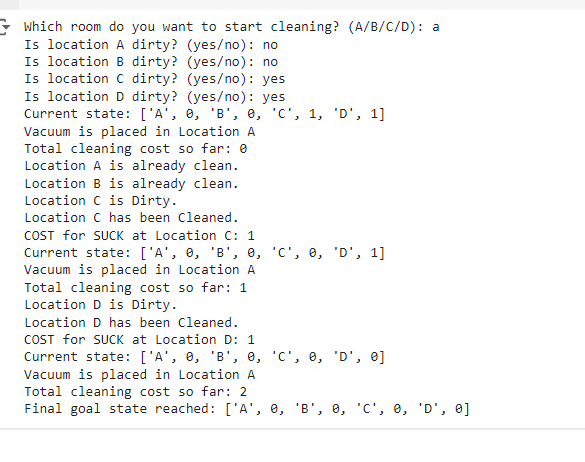 Which room do you want to start cleaning? (A/B/C/D): a
Is location A dirty? (yes/no): no
Is location B dirty? (yes/no): no
Is location C dirty? (yes/no): yes
Is location D dirty? (yes/no): yes
Current state: ['A', 0, 'B', 0, 'C', 1, 'D', 1]
Vacuum is placed in Location A
Total cleaning cost so far: 0
Location A is already clean.
Location B is already clean.
Location C is Dirty.
Location C has been Cleaned.
COST for SUCK at Location C: 1
Current state: ['A', 0, 'B', 0, 'C', 0, 'D', 1]
Vacuum is placed in Location A
Total cleaning cost so far: 1
Location D is Dirty.
Location D has been Cleaned.
COST for SUCK at Location D: 1
Current state: ['A', 0, 'B', 0, 'C', 0, 'D', 0]
Vacuum is placed in Location A
Total cleaning cost so far: 2
Final goal state reached: ['A', 0, 'B', 0, 'C', 0, 'D', 0]